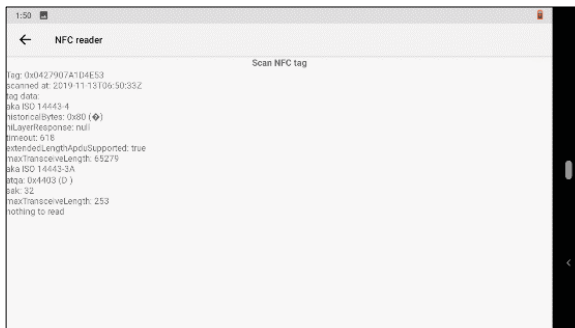 1:50
NFC reader
Scan NFC tag
Tag: 0x0427907A1D4E53
scanned at: 2019-11-13T06:50:33Z
tag data:
aka ISO 14443-4
historicalBytes: 0x80 (�)
hiLayerResponse: null
timeout: 618
extendedLengthApduSupported: true
maxTransceiveLength: 65279
aka ISO 14443-3A
atqa: 0x4403 (D )
sak: 32
maxTransceiveLength: 253
nothing to read